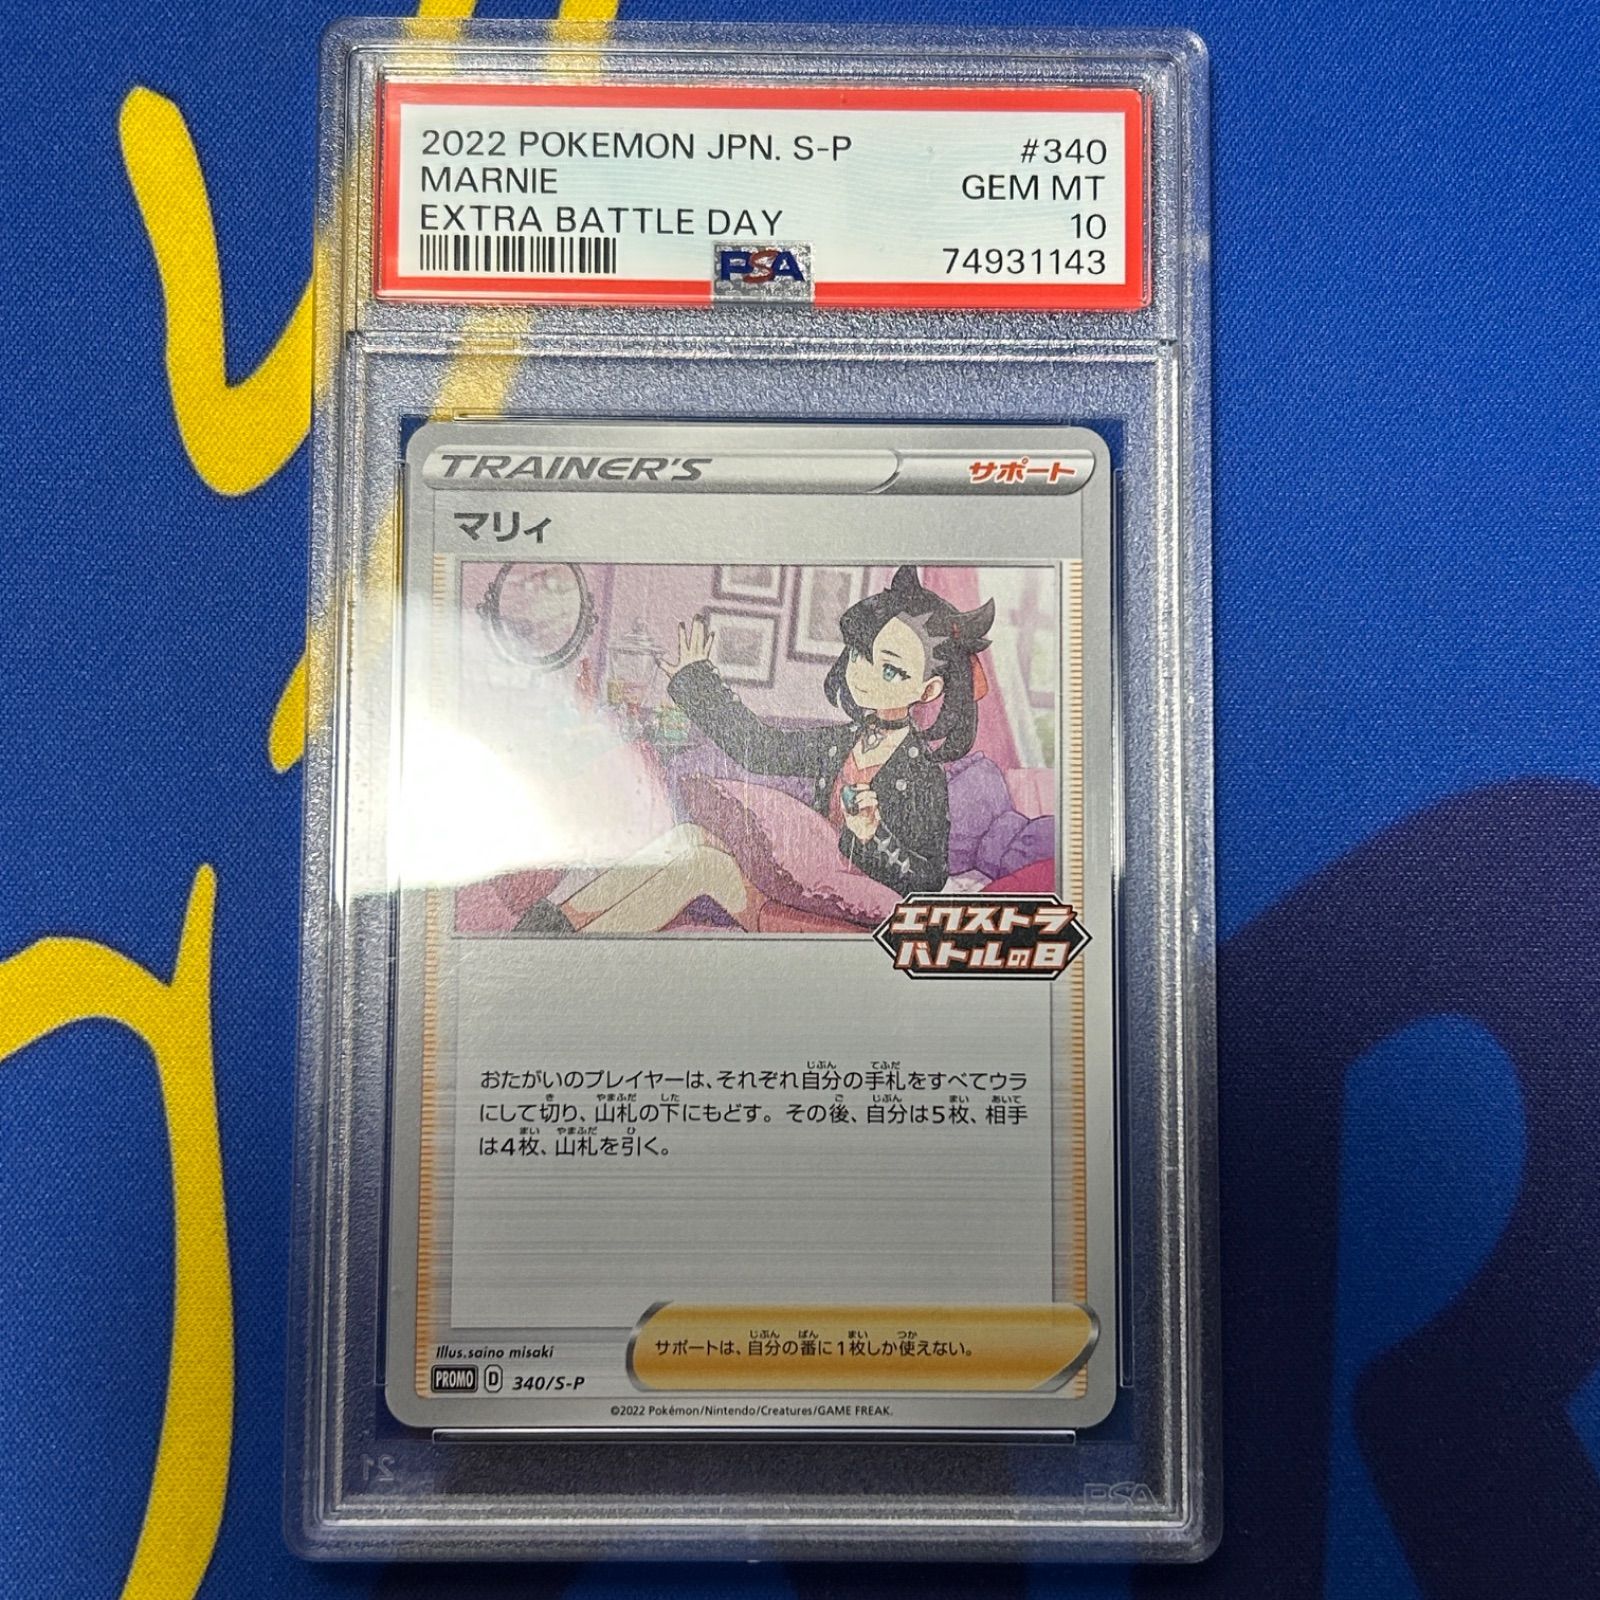 2022 POKEMON JPN. S-P #340
MARNIE GEM MT
EXTRA BATTLE DAY 10
PSA 74931143
TRAINER'S サポート
マリィ
エクストラ
バトルの日
おたがいのプレイヤーは、それぞれ自分の手札をすべてウラ
にして切り、山札の下にもどす。その後、自分は5枚、相手
は4枚、山札を引く。
サポートは、自分の番に1枚しか使えない。
Illus.saino misaki
PROMO D 340/S-P
©2022 Pokémon/Nintendo/Creatures/GAME FREAK.
21 PSA